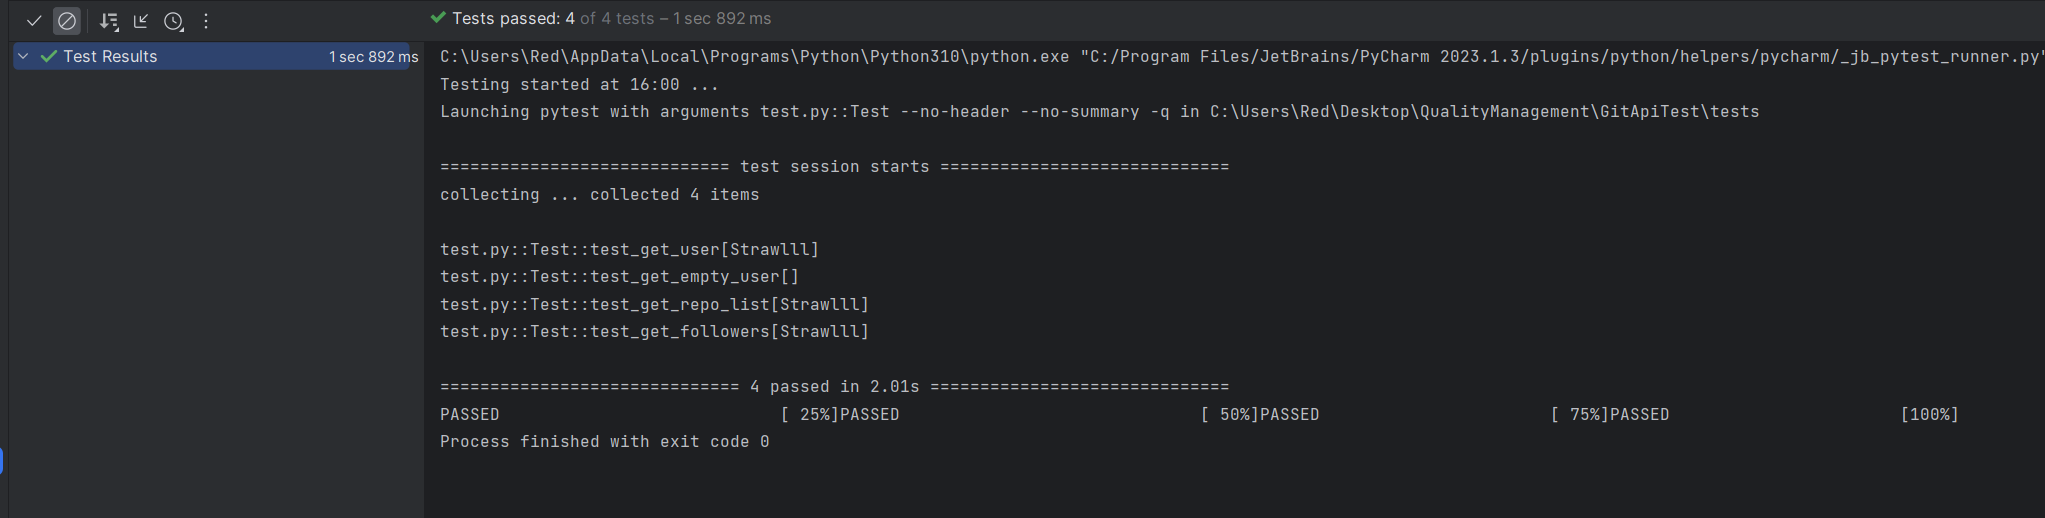 Tests passed: 4 of 4 tests – 1 sec 892 ms
Test Results 1 sec 892 ms
C:\Users\Red\AppData\Local\Programs\Python\Python310\python.exe "C:/Program Files/JetBrains/PyCharm 2023.1.3/plugins/python/helpers/pycharm/_jb_pytest_runner.py"
Testing started at 16:00 ...
Launching pytest with arguments test.py::Test --no-header --no-summary -q in C:\Users\Red\Desktop\QualityManagement\GitApiTest\tests
============================= test session starts =============================
collecting ... collected 4 items
test.py::Test::test_get_user[Strawlll]
test.py::Test::test_get_empty_user[]
test.py::Test::test_get_repo_list[Strawlll]
test.py::Test::test_get_followers[Strawlll]
============================== 4 passed in 2.01s ==============================
PASSED                            [ 25%]PASSED                              [ 50%]PASSED                       [ 75%]PASSED                       [100%]
Process finished with exit code 0